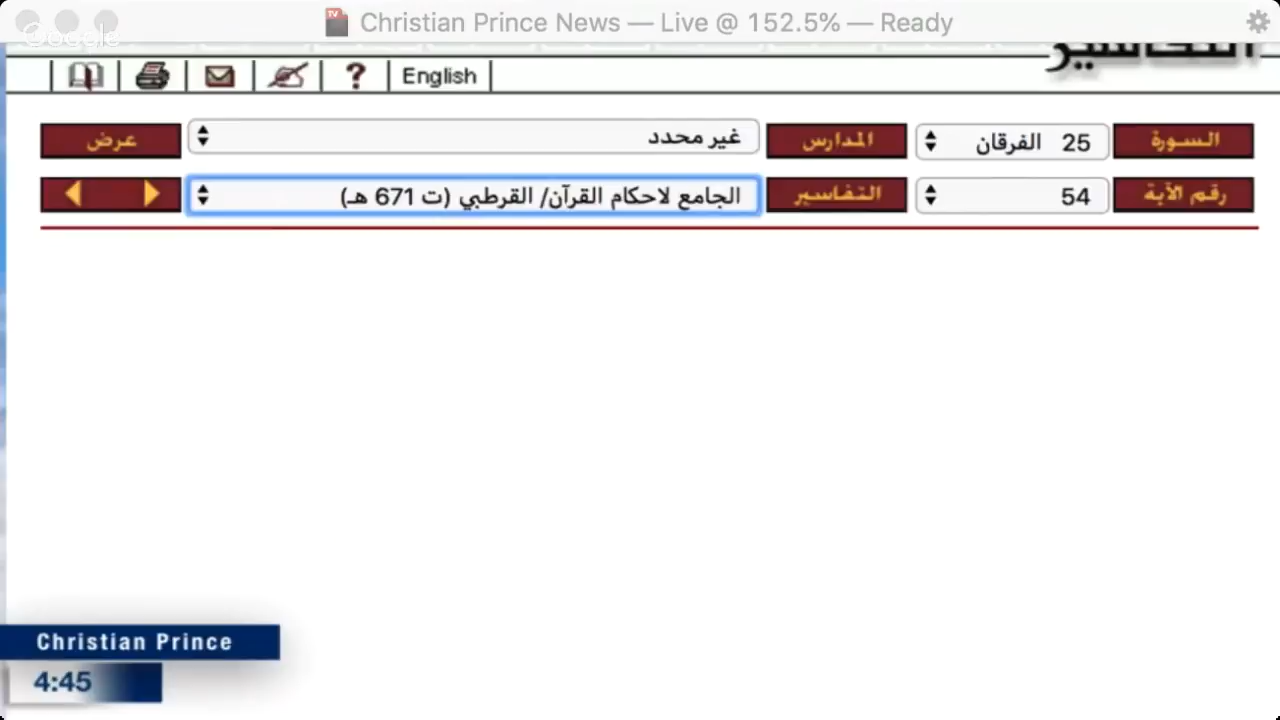 Christian Prince News — Live @ 152.5% — Ready
Google
التفاسير
English
السورة 25 الفرقان المدارس غير محدد عرض
رقم الآية 54 التفاسير الجامع لاحكام القرآن/ القرطبي (ت 671 هـ)
Christian Prince
4:45